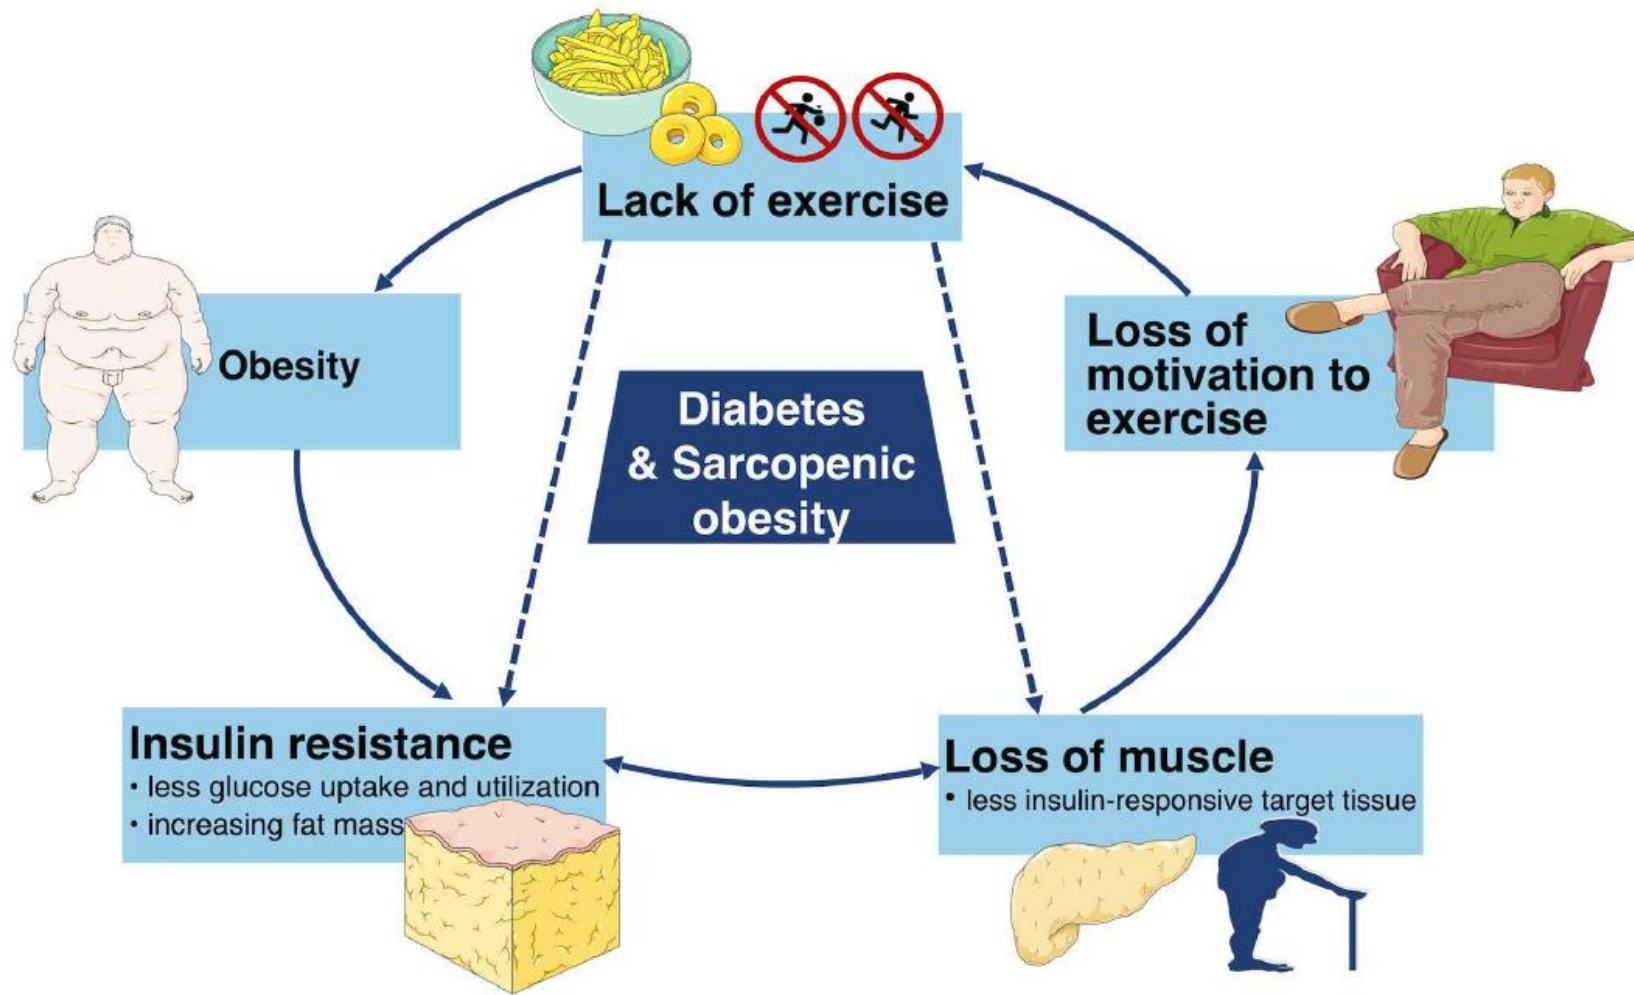 Lack of exercise
Obesity
Loss of
motivation to
exercise
Diabetes
& Sarcopenic
obesity
Insulin resistance
• less glucose uptake and utilization
• increasing fat mass
Loss of muscle
• less insulin-responsive target tissue